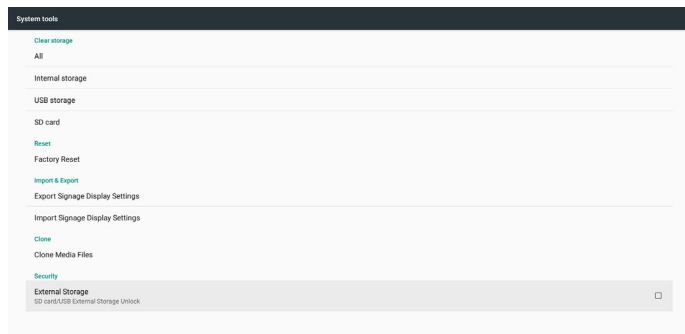 System tools
Clear storage
All
Internal storage
USB storage
SD card
Reset
Factory Reset
Import & Export
Export Signage Display Settings
Import Signage Display Settings
Clone
Clone Media Files
Security
External Storage
SD card/USB External Storage Unlock